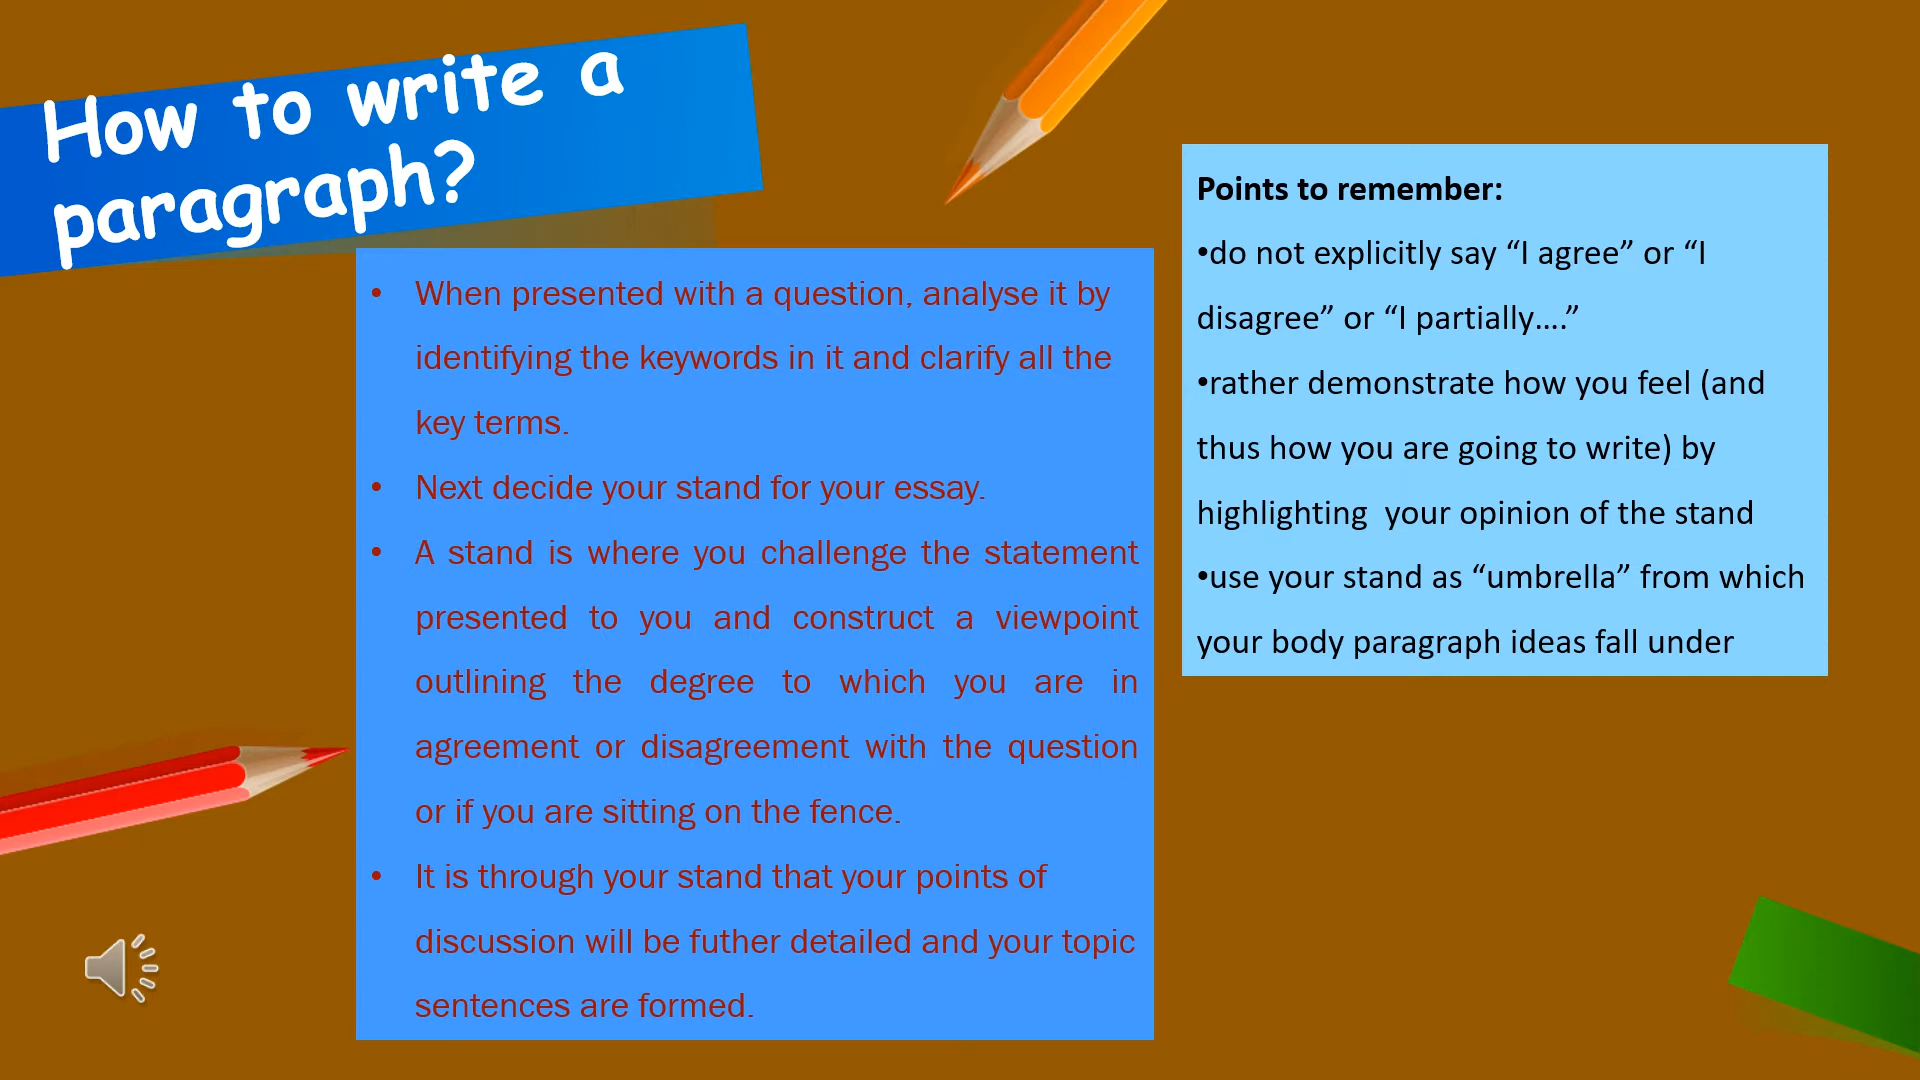 How to write a
paragraph?
• When presented with a question, analyse it by
identifying the keywords in it and clarify all the
key terms.
• Next decide your stand for your essay.
• A stand is where you challenge the statement
presented to you and construct a viewpoint
outlining the degree to which you are in
agreement or disagreement with the question
or if you are sitting on the fence.
• It is through your stand that your points of
discussion will be futher detailed and your topic
sentences are formed.
Points to remember:
•do not explicitly say “I agree” or “I
disagree” or “I partially….”
•rather demonstrate how you feel (and
thus how you are going to write) by
highlighting  your opinion of the stand
•use your stand as “umbrella” from which
your body paragraph ideas fall under